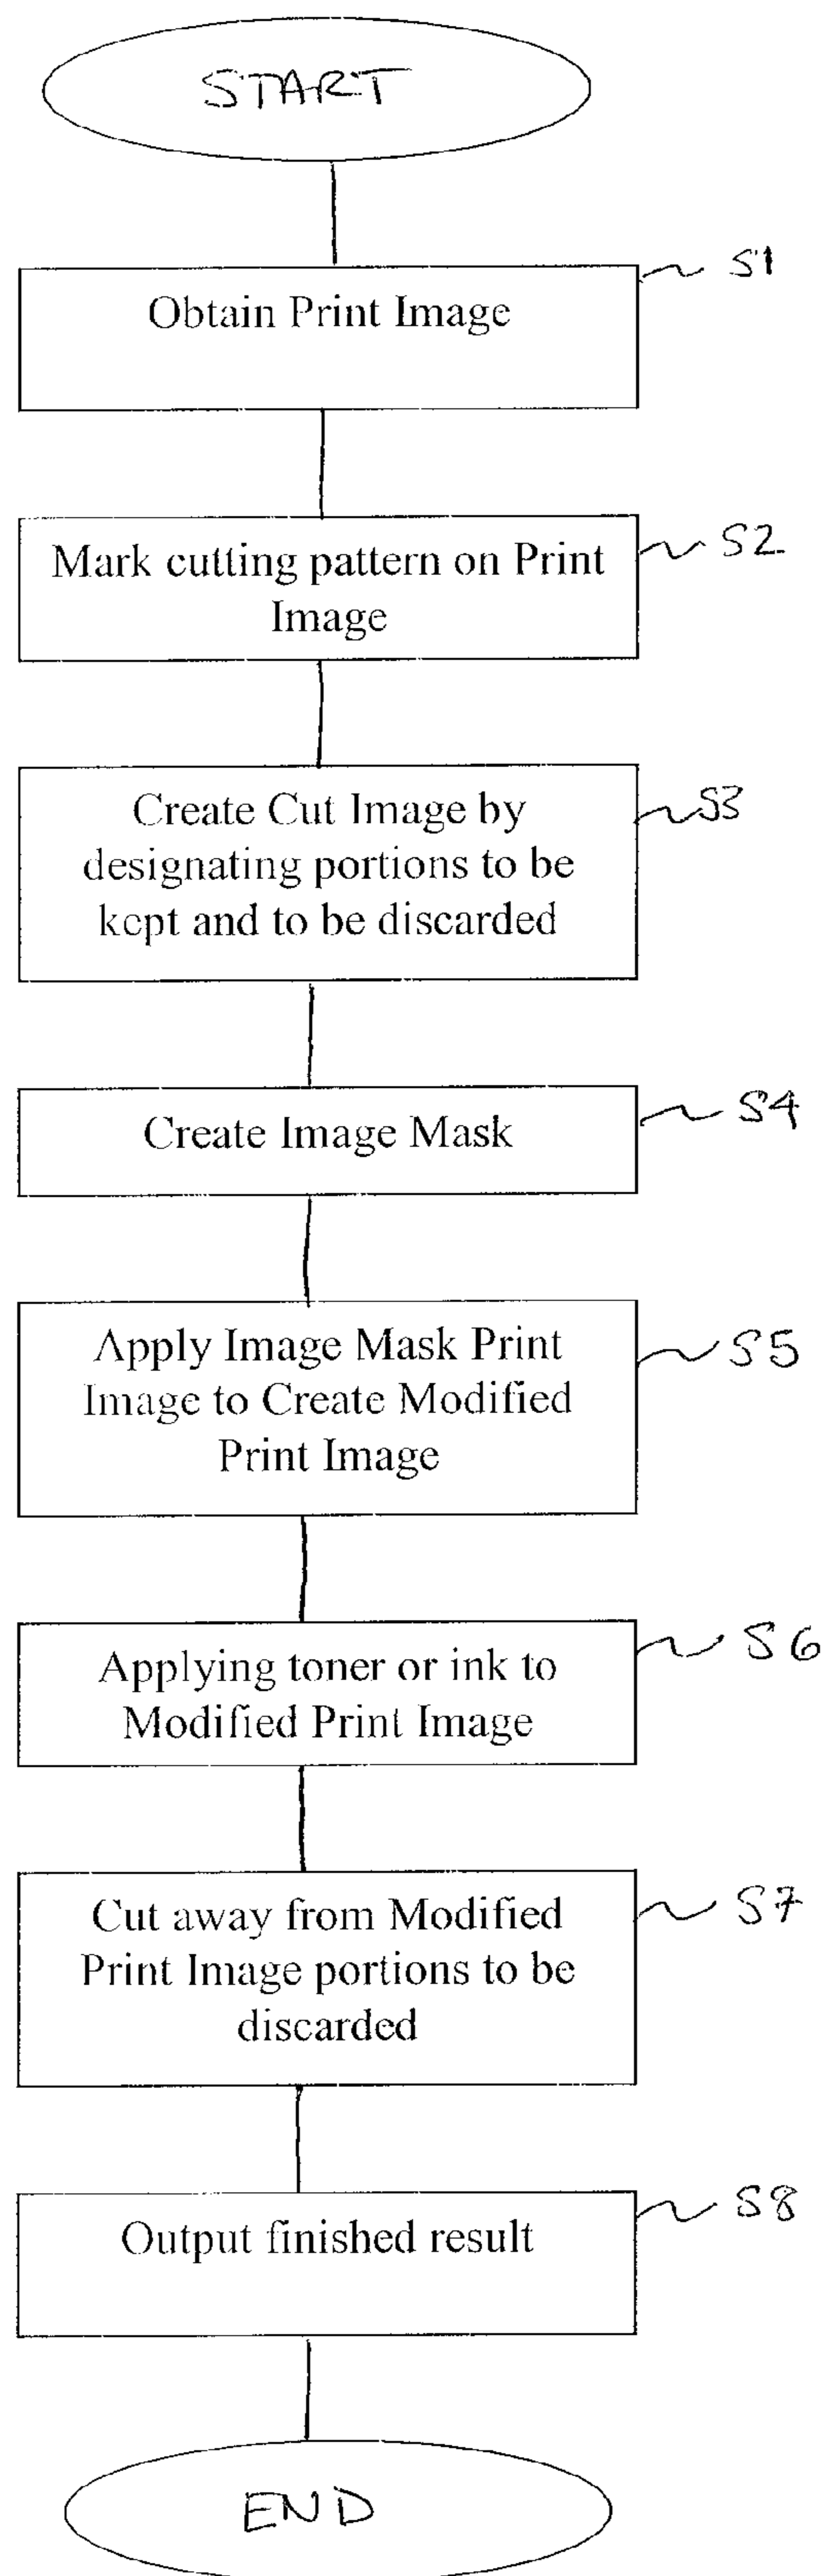 START
Obtain Print Image
S1
Mark cutting pattern on Print
Image
S2
Create Cut Image by
designating portions to be
kept and to be discarded
S3
Create Image Mask
S4
Apply Image Mask Print
Image to Create Modified
Print Image
S5
Applying toner or ink to
Modified Print Image
S6
Cut away from Modified
Print Image portions to be
discarded
S7
Output finished result
S8
END